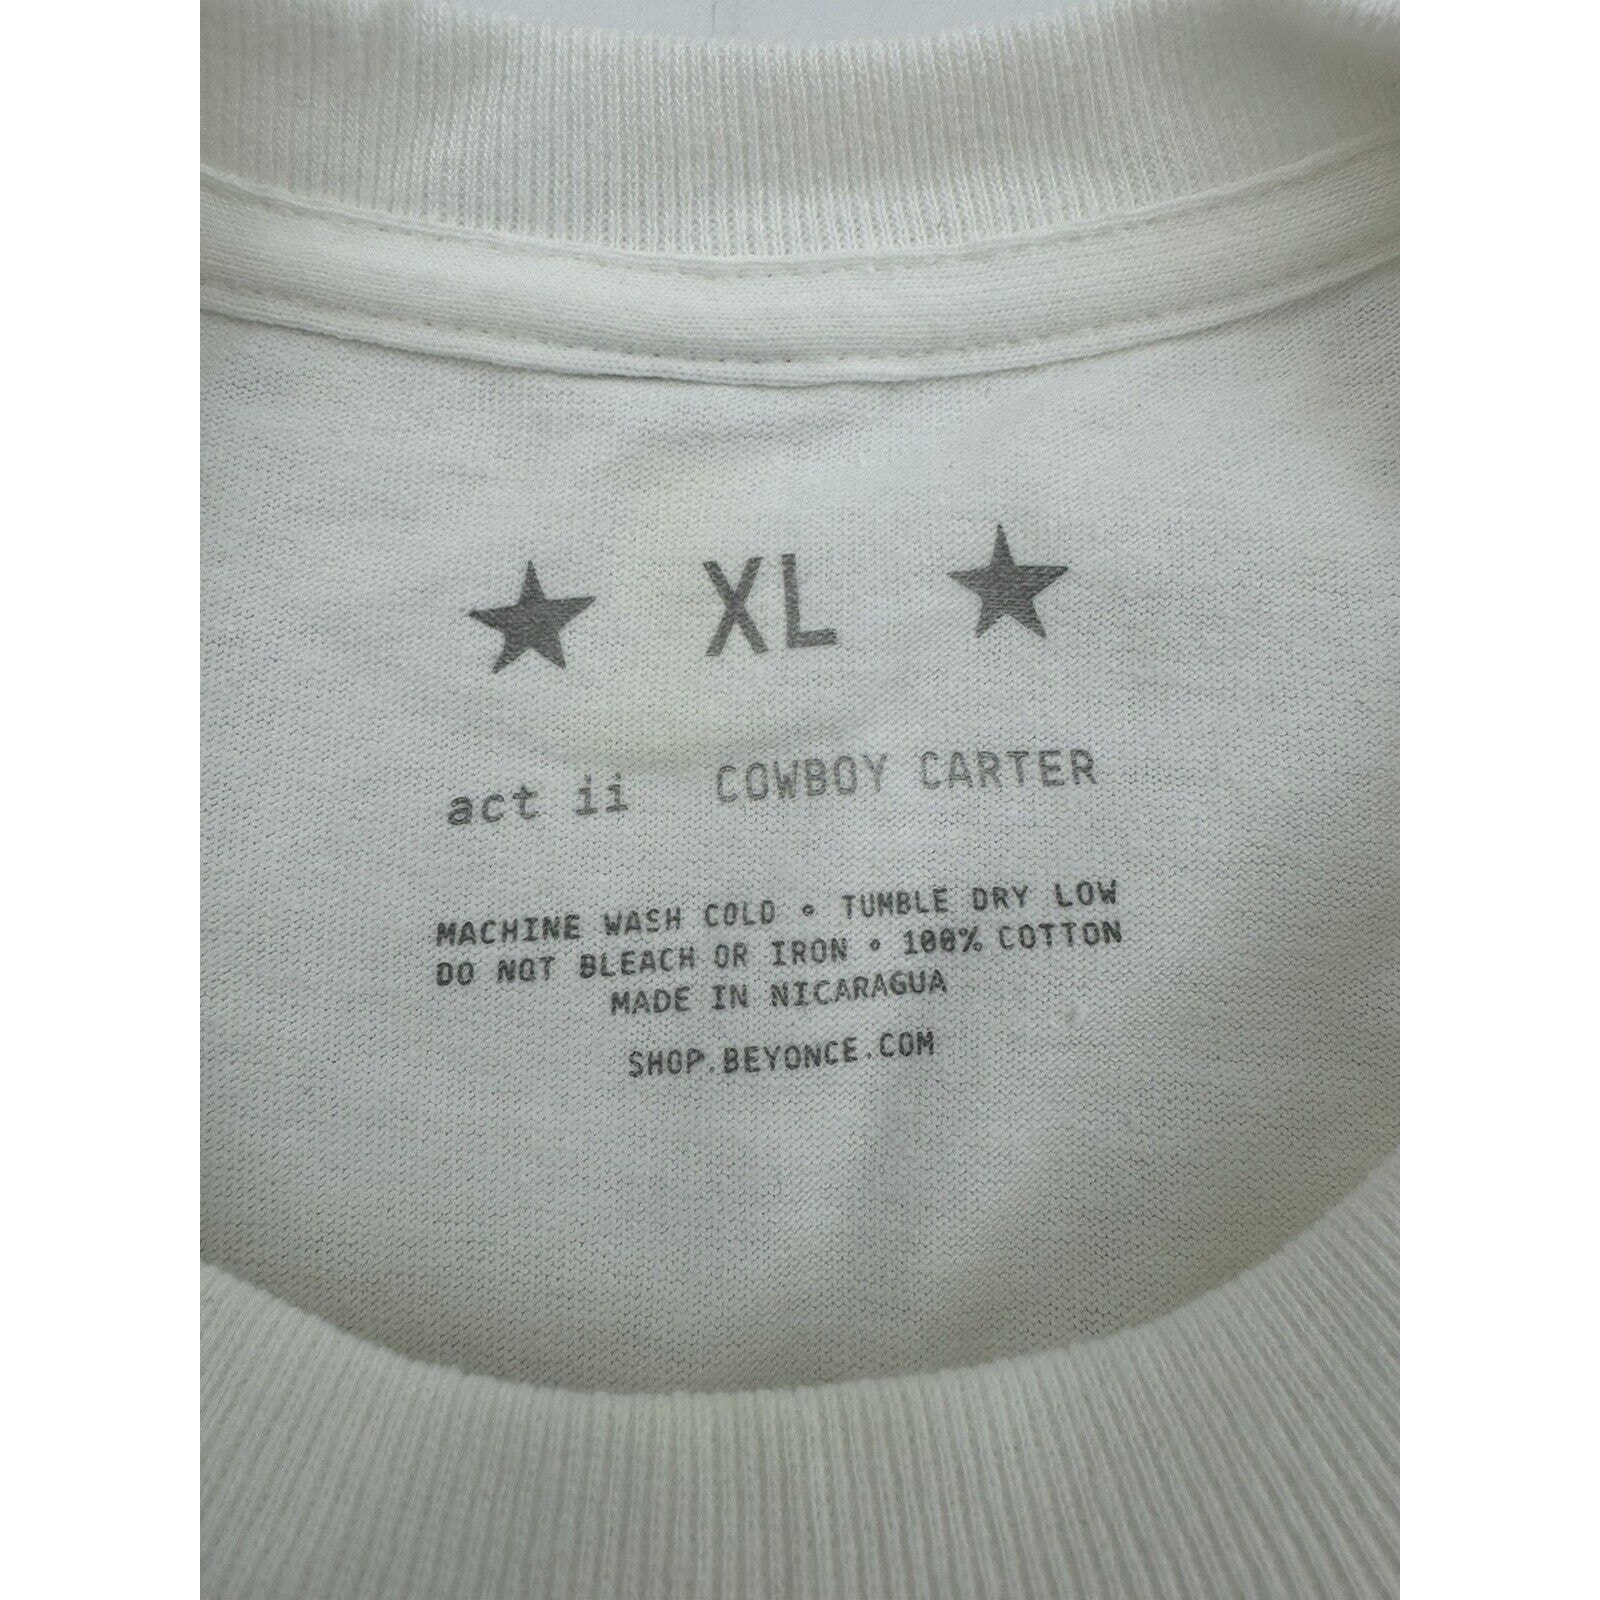 ★ XL ★
act ii COWBOY CARTER
MACHINE WASH COLD • TUMBLE DRY LOW
DO NOT BLEACH OR IRON • 100% COTTON
MADE IN NICARAGUA
SHOP.BEYONCE.COM